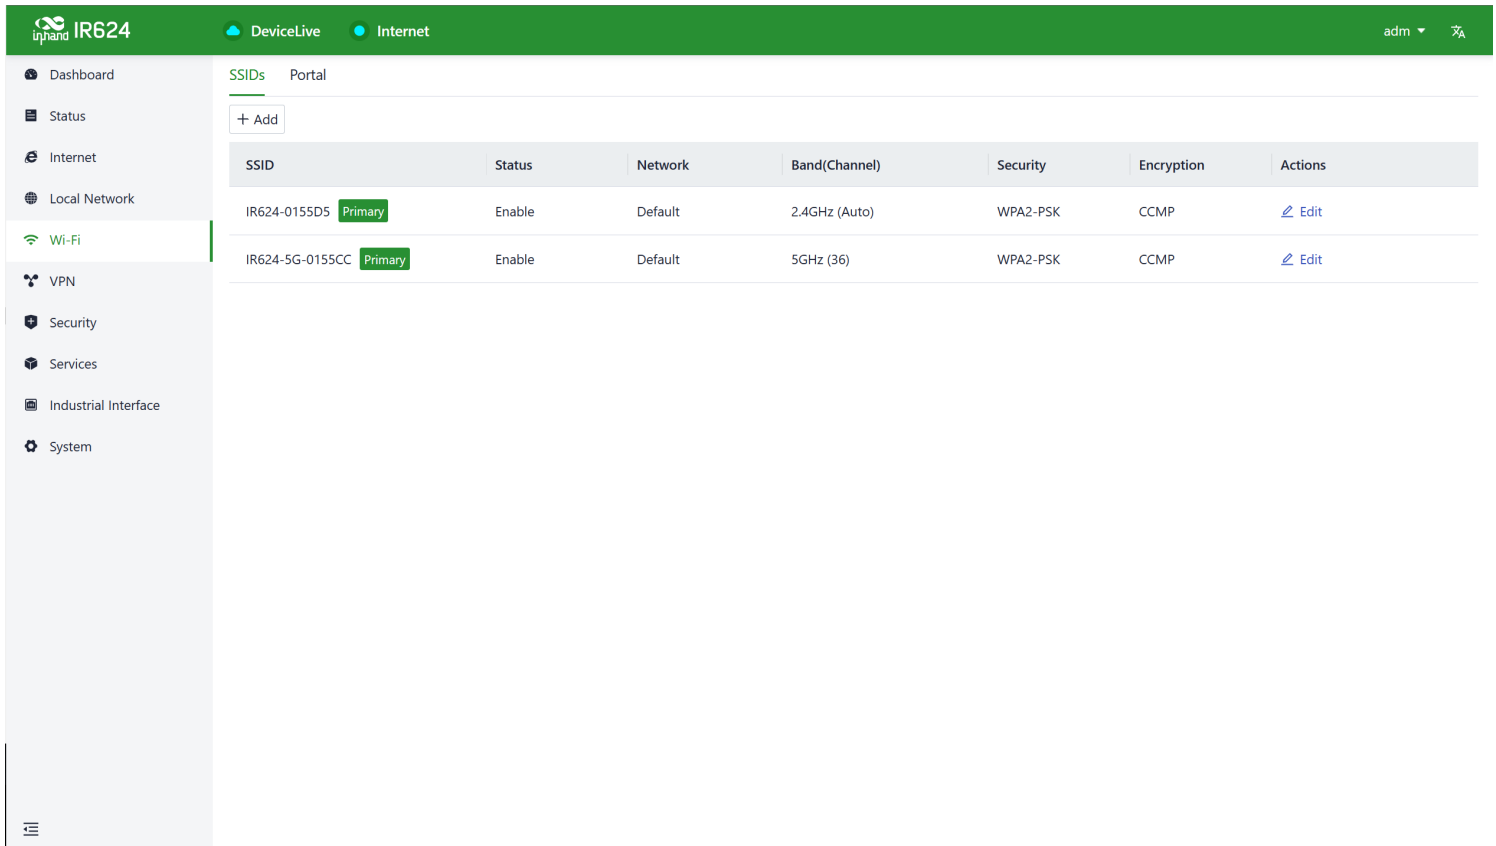 inhand IR624
DeviceLive Internet
adm
Dashboard
Status
Internet
Local Network
Wi-Fi
VPN
Security
Services
Industrial Interface
System
SSIDs Portal
+ Add
SSID Status Network Band(Channel) Security Encryption Actions
IR624-0155D5 Primary Enable Default 2.4GHz (Auto) WPA2-PSK CCMP Edit
IR624-5G-0155CC Primary Enable Default 5GHz (36) WPA2-PSK CCMP Edit